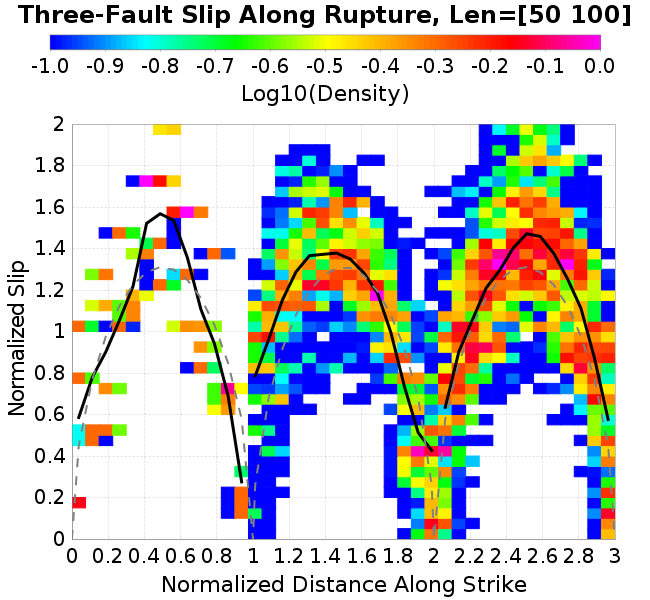 Three-Fault Slip Along Rupture, Len=[50 100]
-1.0 -0.9 -0.8 -0.7 -0.6 -0.5 -0.4 -0.3 -0.2 -0.1 0.0
Log10(Density)
2
1.8
1.6
1.4
1.2
1
0.8
0.6
0.4
0.2
0
Normalized Slip
0 0.2 0.4 0.6 0.8 1 1.2 1.4 1.6 1.8 2 2.2 2.4 2.6 2.8 3
Normalized Distance Along Strike